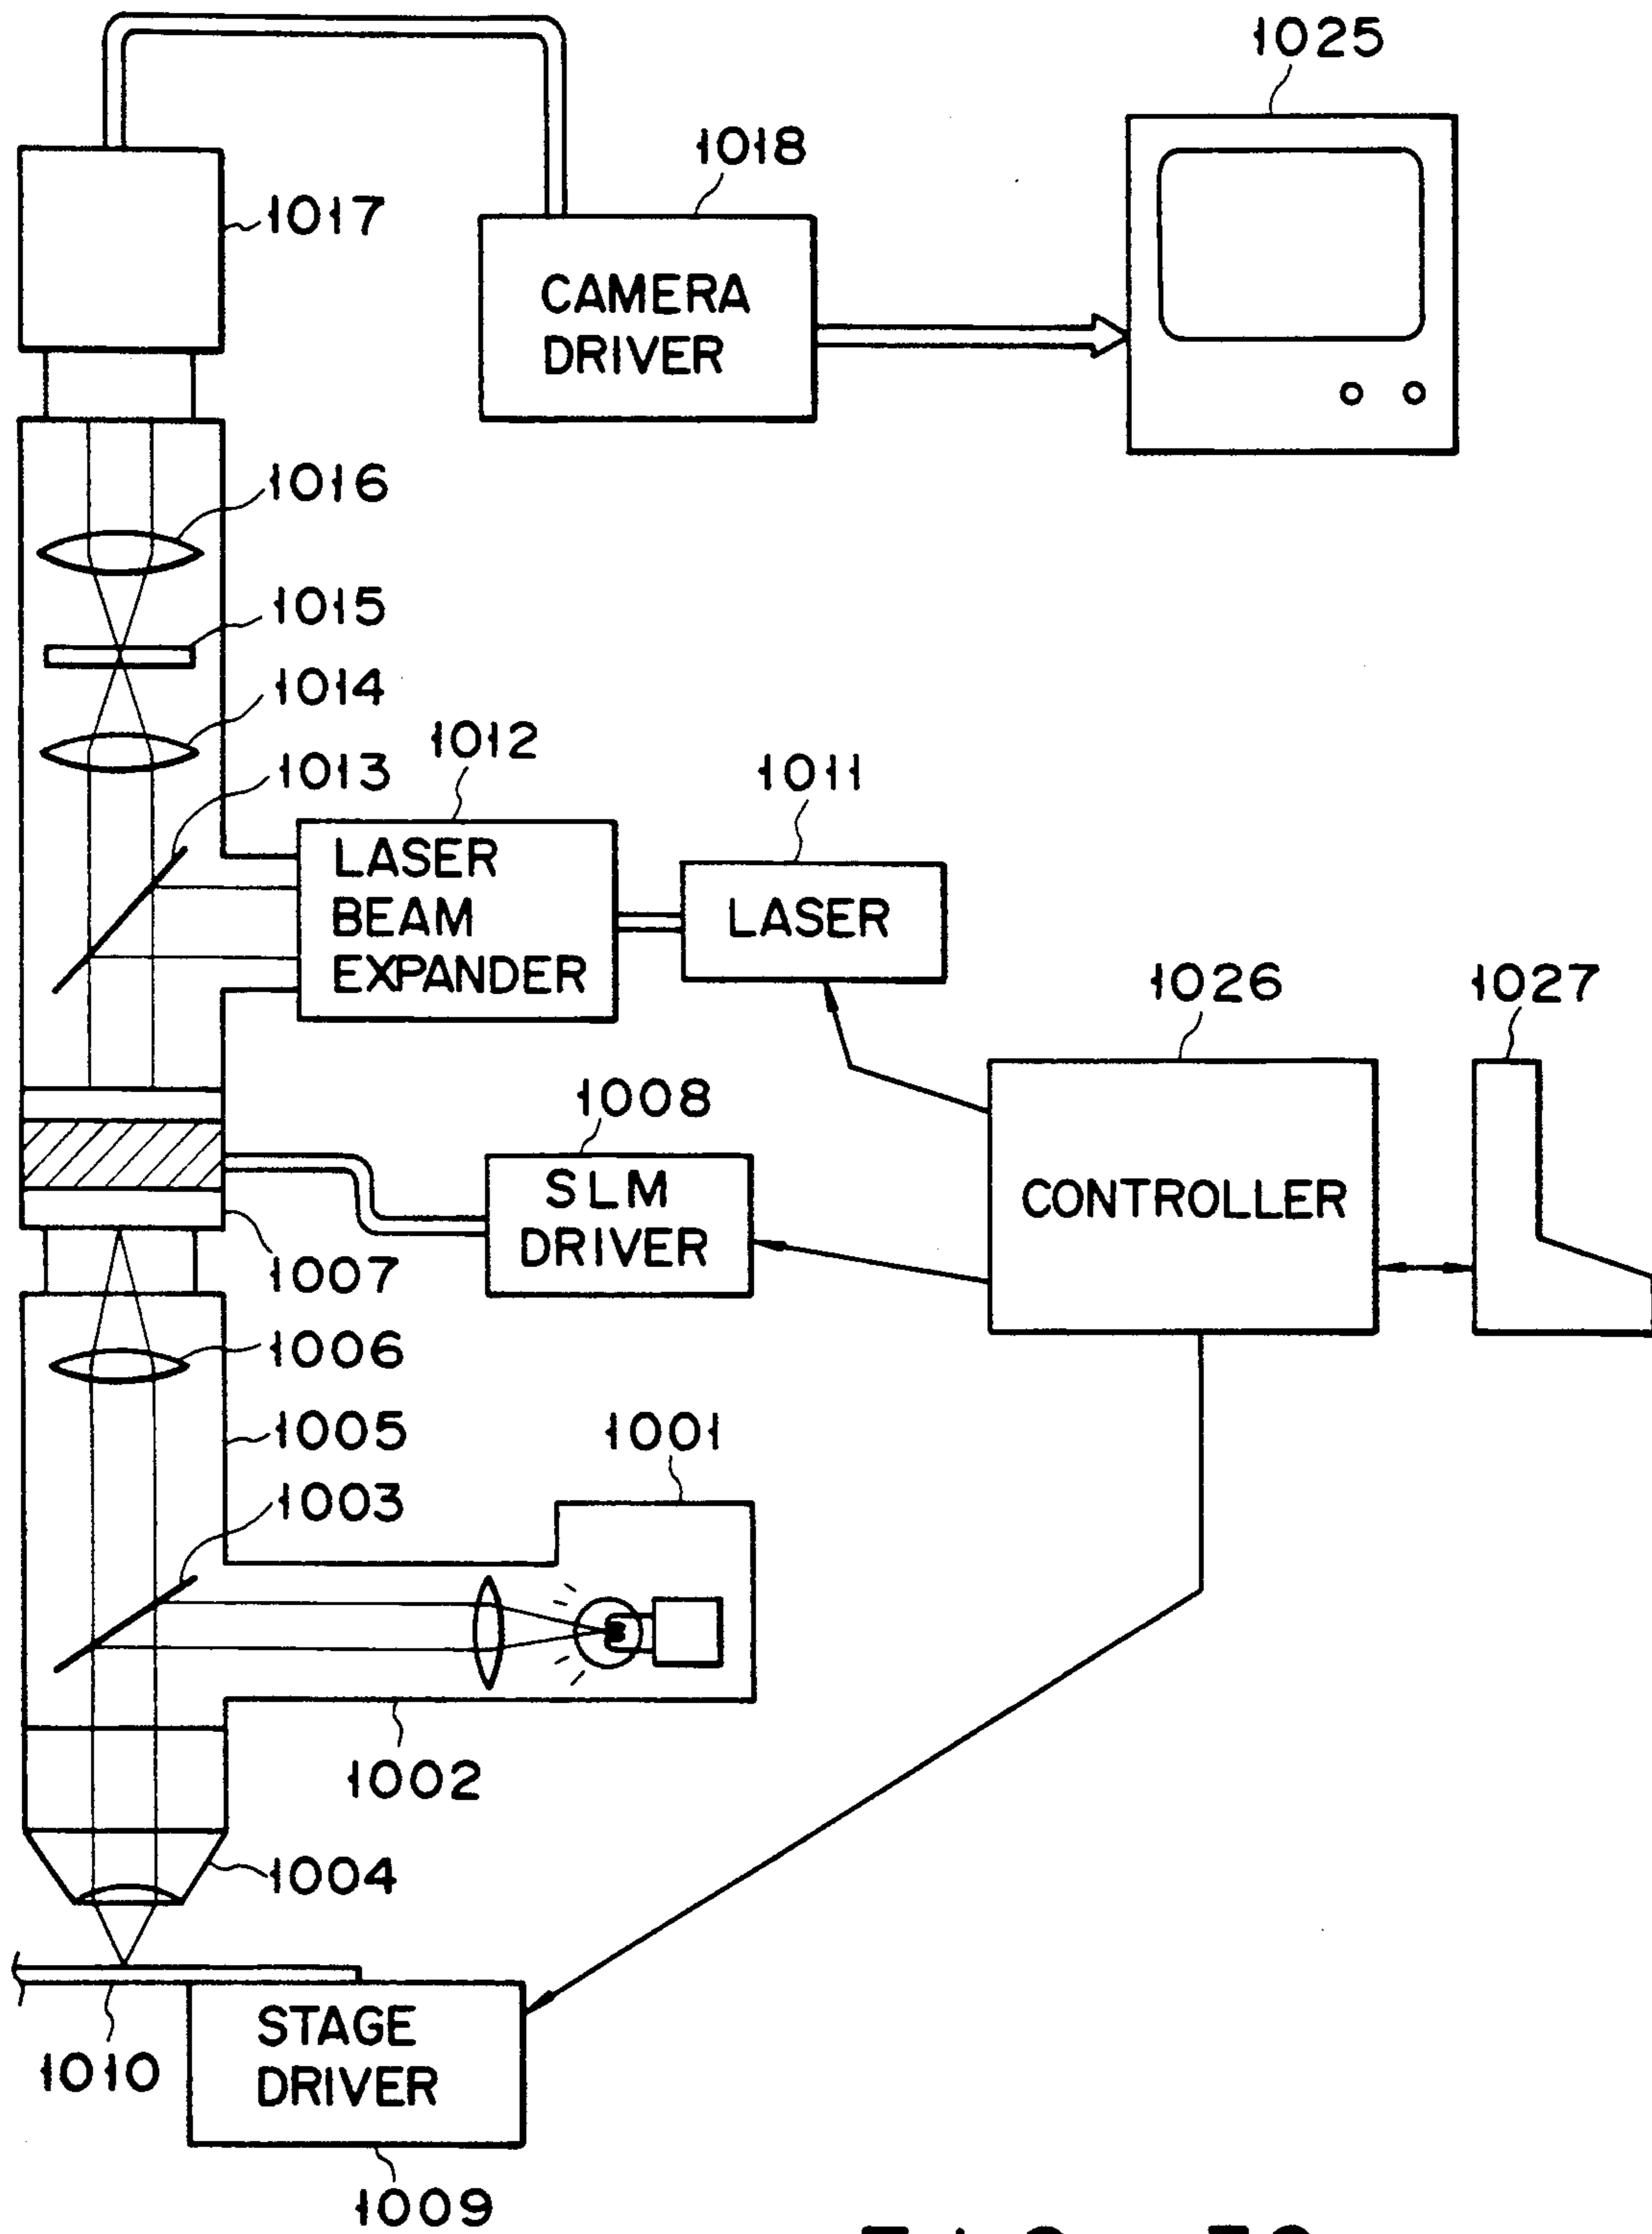 1025
1018
1017
CAMERA
DRIVER
1016
1015
1014
1012
1013
1011
LASER
BEAM
EXPANDER
LASER
1026
1027
1008
SLM
DRIVER
CONTROLLER
1007
1006
1005
1001
1003
1002
1004
STAGE
DRIVER
1010
1009